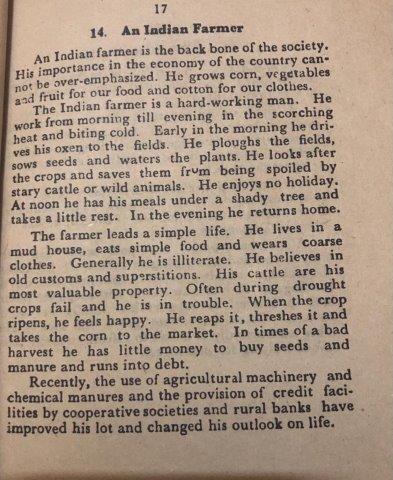 17
14. An Indian Farmer
An Indian farmer is the back bone of the society.
His importance in the economy of the country can-
not be over-emphasized. He grows corn, vegetables
and fruit for our food and cotton for our clothes.
The Indian farmer is a hard-working man. He
work from morning till evening in the scorching
heat and biting cold. Early in the morning he dri-
ves his oxen to the fields. He ploughs the fields,
sows seeds and waters the plants. He looks after
the crops and saves them from being spoiled by
stary cattle or wild animals. He enjoys no holiday.
At noon he has his meals under a shady tree and
takes a little rest. In the evening he returns home.
The farmer leads a simple life. He lives in a
mud house, eats simple food and wears coarse
clothes. Generally he is illiterate. He believes in
old customs and superstitions. His cattle are his
most valuable property. Often during drought
crops fail and he is in trouble. When the crop
ripens, he feels happy. He reaps it, threshes it and
takes the corn to the market. In times of a bad
harvest he has little money to buy seeds and
manure and runs into debt.
Recently, the use of agricultural machinery and
chemical manures and the provision of credit faci-
lities by cooperative societies and rural banks have
improved his lot and changed his outlook on life.